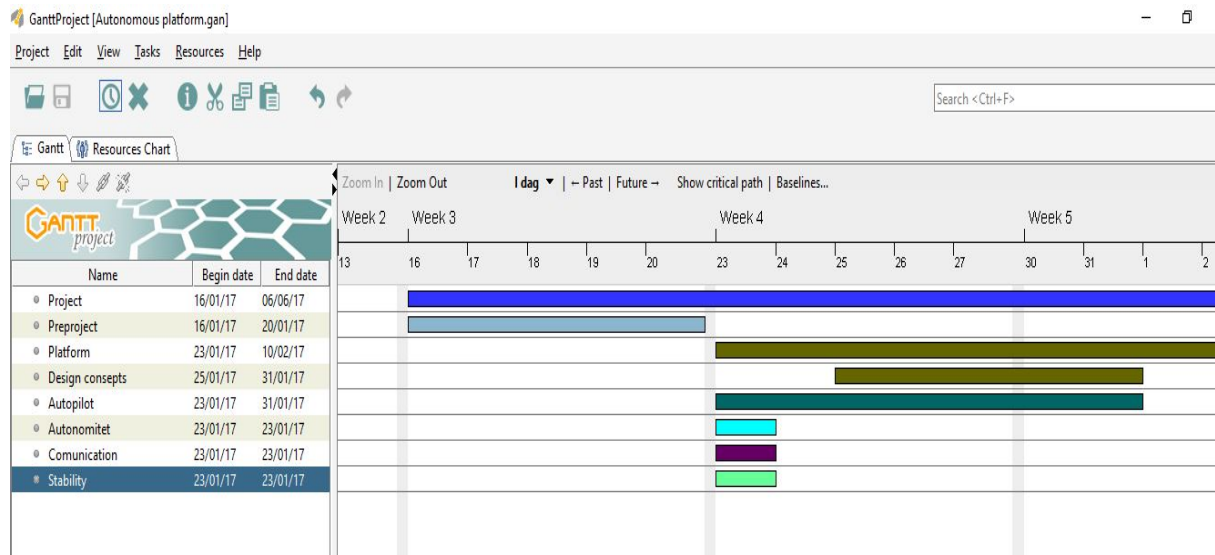 GanttProject [Autonomous platform.gan]
Project Edit View Tasks Resources Help
Search <Ctrl+F>
Gantt Resources Chart
Zoom In | Zoom Out I dag ▼ | ← Past | Future → Show critical path | Baselines...
GANTT project
Week 2 Week 3 Week 4 Week 5
13 16 17 18 19 20 23 24 25 26 27 30 31 1 2
Name Begin date End date
Project 16/01/17 06/06/17
Preproject 16/01/17 20/01/17
Platform 23/01/17 10/02/17
Design consepts 25/01/17 31/01/17
Autopilot 23/01/17 31/01/17
Autonomitet 23/01/17 23/01/17
Comunication 23/01/17 23/01/17
Stability 23/01/17 23/01/17